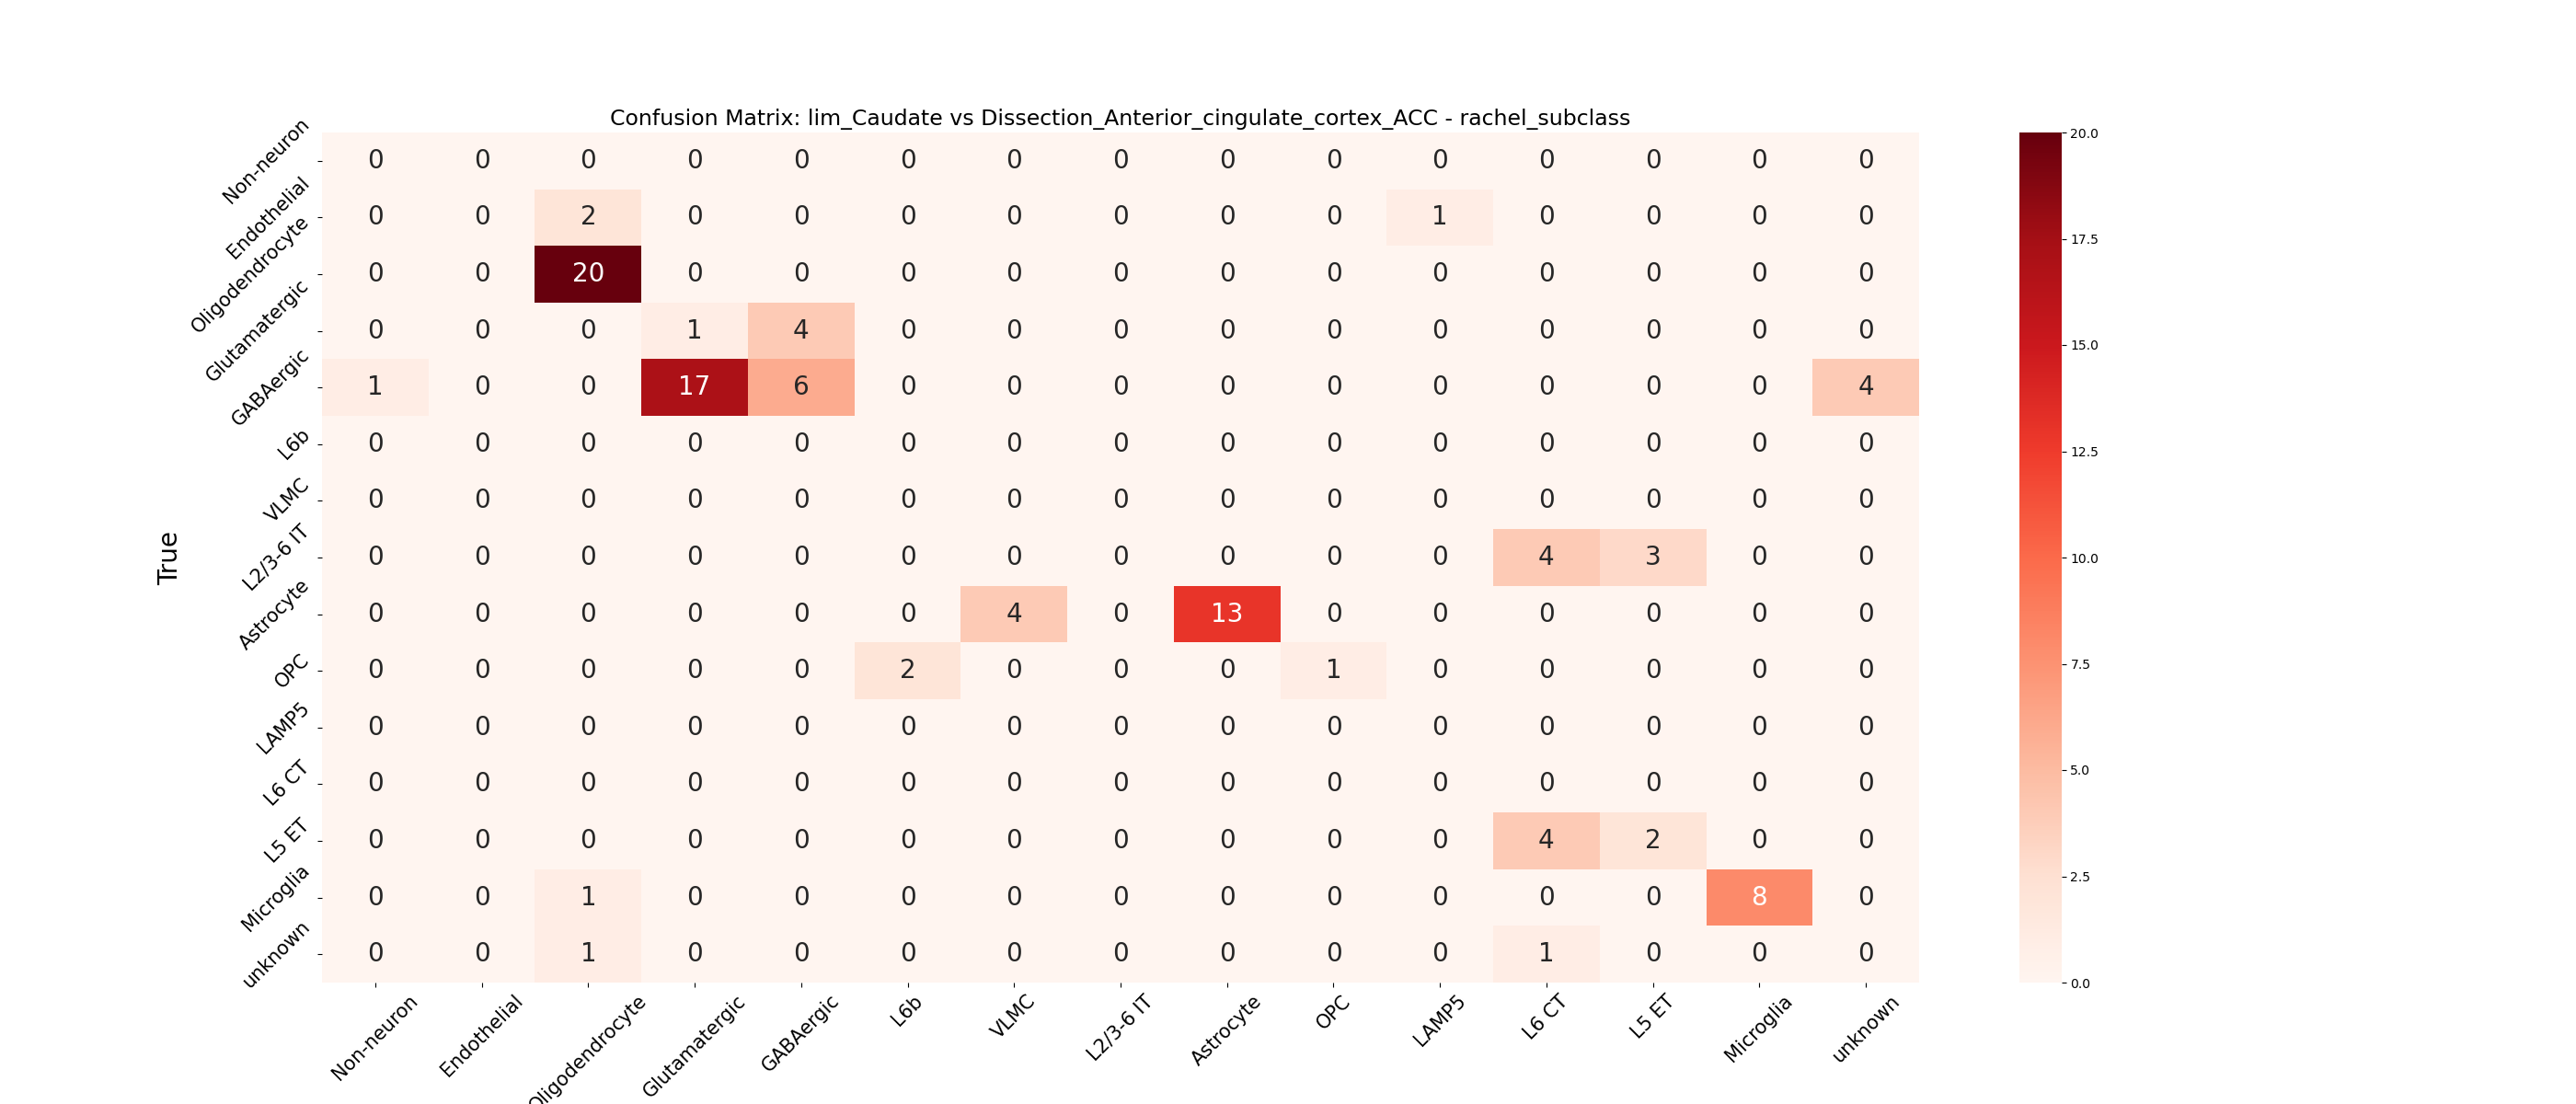 Confusion Matrix: lim_Caudate vs Dissection_Anterior_cingulate_cortex_ACC - rachel_subclass
True
Non-neuron 0 0 0 0 0 0 0 0 0 0 0 0 0 0 0
Endothelial 0 0 2 0 0 0 0 0 0 0 1 0 0 0 0
Oligodendrocyte 0 0 20 0 0 0 0 0 0 0 0 0 0 0 0
Glutamatergic 0 0 0 1 4 0 0 0 0 0 0 0 0 0 0
GABAergic 1 0 0 17 6 0 0 0 0 0 0 0 0 0 4
L6b 0 0 0 0 0 0 0 0 0 0 0 0 0 0 0
VLMC 0 0 0 0 0 0 0 0 0 0 0 0 0 0 0
L2/3-6 IT 0 0 0 0 0 0 0 0 0 0 0 4 3 0 0
Astrocyte 0 0 0 0 0 0 4 0 13 0 0 0 0 0 0
OPC 0 0 0 0 0 2 0 0 0 1 0 0 0 0 0
LAMP5 0 0 0 0 0 0 0 0 0 0 0 0 0 0 0
L6 CT 0 0 0 0 0 0 0 0 0 0 0 0 0 0 0
L5 ET 0 0 0 0 0 0 0 0 0 0 0 4 2 0 0
Microglia 0 0 1 0 0 0 0 0 0 0 0 0 0 8 0
unknown 0 0 1 0 0 0 0 0 0 0 0 1 0 0 0
Non-neuron Endothelial Oligodendrocyte Glutamatergic GABAergic L6b VLMC L2/3-6 IT Astrocyte OPC LAMP5 L6 CT L5 ET Microglia unknown
20.0
17.5
15.0
12.5
10.0
7.5
5.0
2.5
0.0